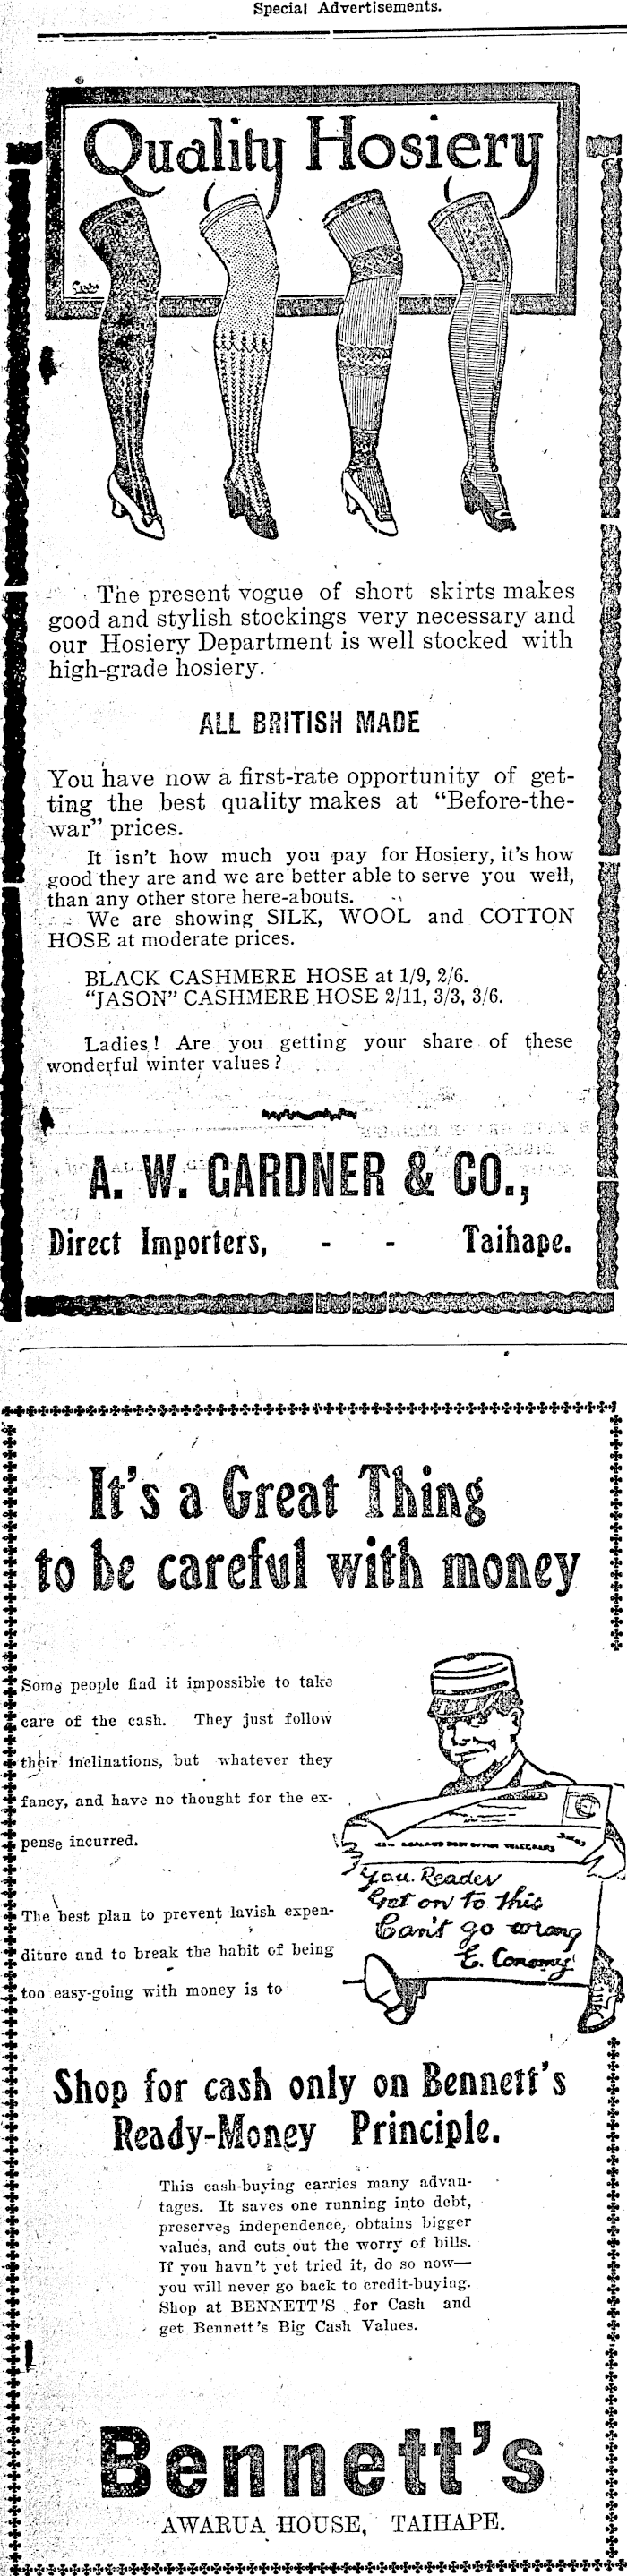 Special Advertisements.
Quality Hosiery
The present vogue of short skirts makes
good and stylish stockings very necessary and
our Hosiery Department is well stocked with
high-grade hosiery.
ALL BRITISH MADE
You have now a first-rate opportunity of get-
ting the best quality makes at "Before-the-
war" prices.
It isn't how much you pay for Hosiery, it's how
good they are and we are better able to serve you well,
than any other store here-abouts.
We are showing SILK, WOOL and COTTON
HOSE at moderate prices.
BLACK CASHMERE HOSE at 1/9, 2/6.
"JASON" CASHMERE HOSE 2/11, 3/3, 3/6.
Ladies! Are you getting your share of these
wonderful winter values?
A. W. GARDNER & CO.,
Direct Importers, - - Taihape.
It's a Great Thing
to be careful with money
Some people find it impossible to take
care of the cash. They just follow
their inclinations, but whatever they
fancy, and have no thought for the ex-
pense incurred.
NEW ZEALAND POST OFFICE TELEGRAPHS
You. Reader
Get on to this
Can't go wrong
E. Conomy
The best plan to prevent lavish expen-
diture and to break the habit of being
too easy-going with money is to
Shop for cash only on Bennett's
Ready-Money Principle.
This cash-buying carries many advan-
tages. It saves one running into debt,
preserves independence, obtains bigger
values, and cuts out the worry of bills.
If you havn't yet tried it, do so now—
you will never go back to credit-buying.
Shop at BENNETT'S for Cash and
get Bennett's Big Cash Values.
Bennett's
AWARUA HOUSE, TAIHAPE.